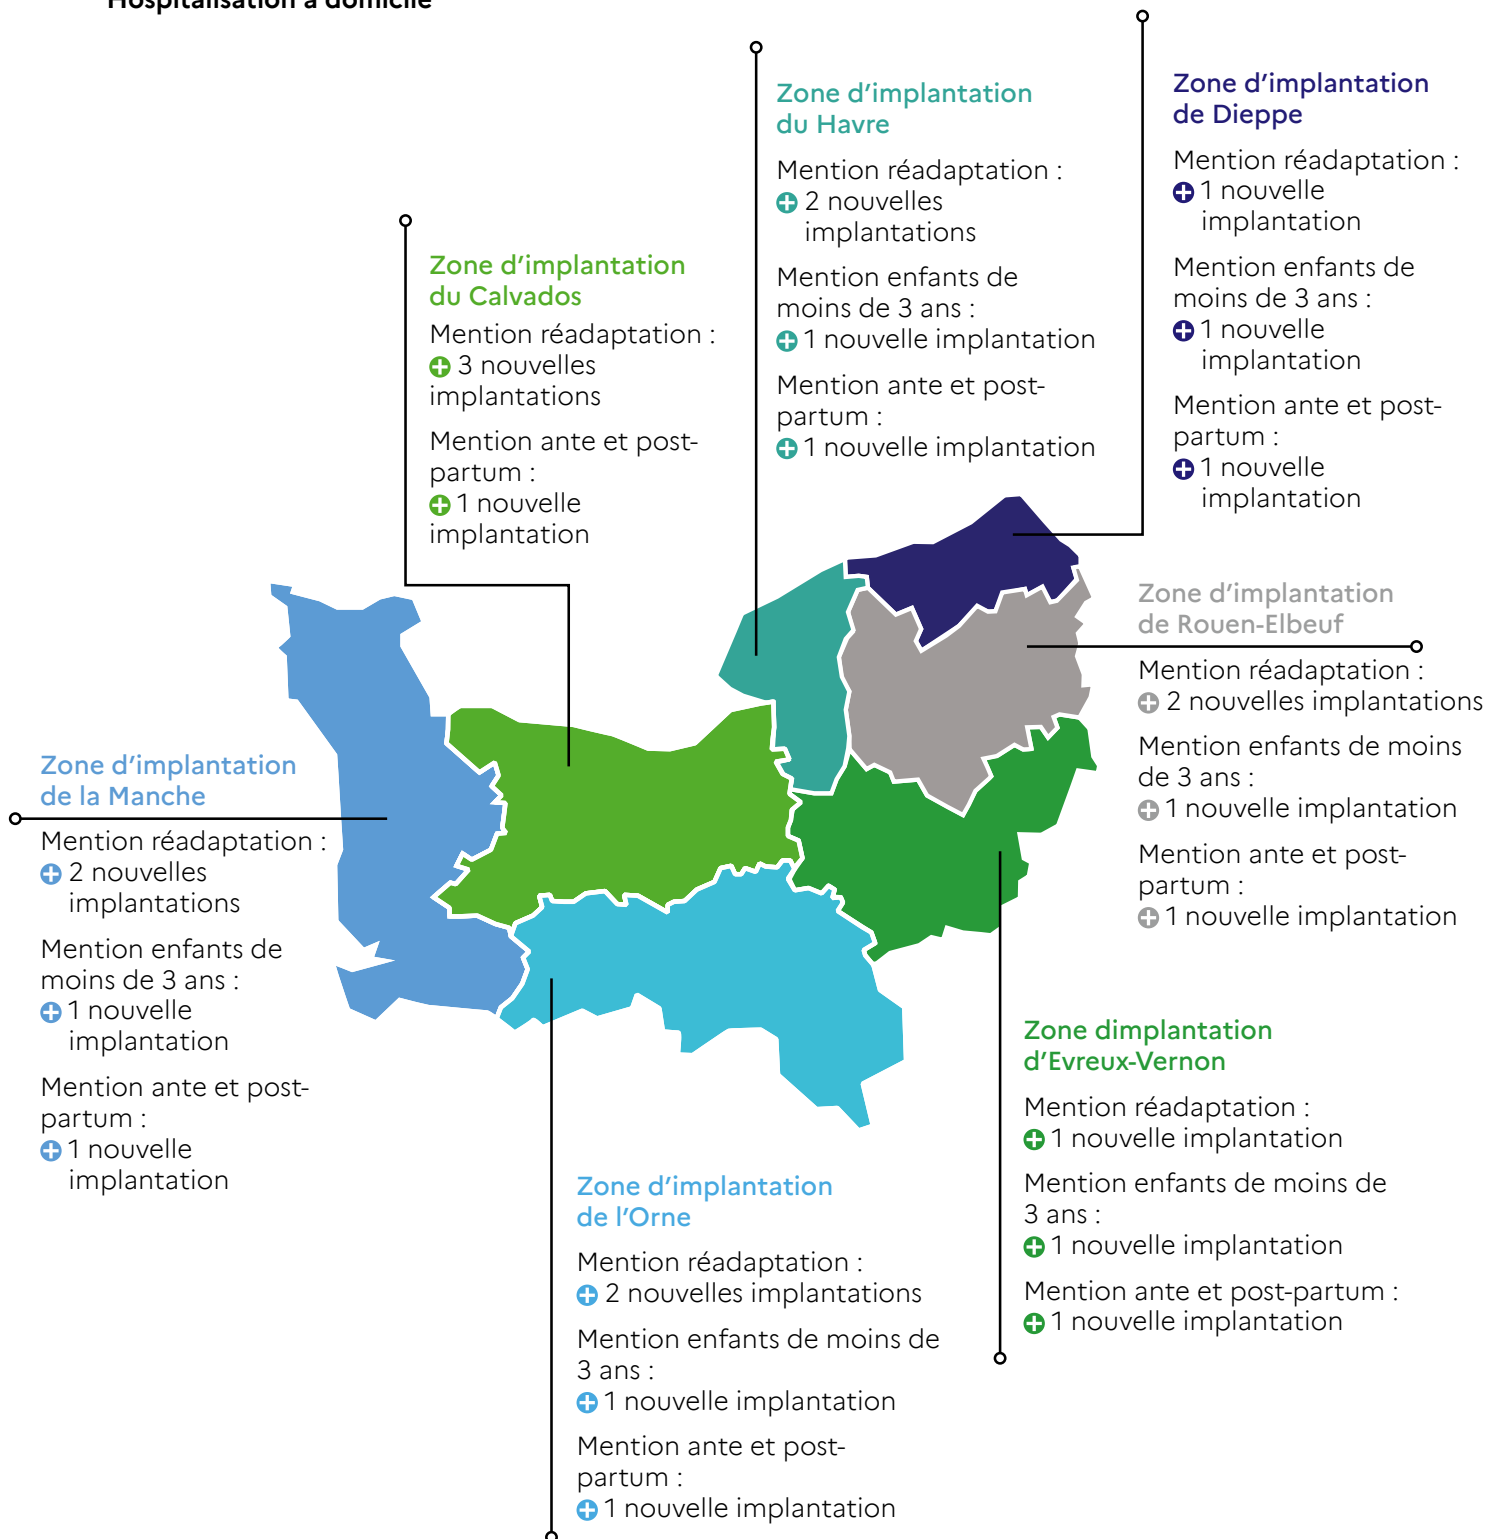 Hospitalisation à domicile
Zone d'implantation
du Havre
Mention réadaptation :
2 nouvelles
implantations
Mention enfants de
moins de 3 ans :
1 nouvelle implantation
Mention ante et post-
partum :
1 nouvelle implantation
Zone d'implantation
de Dieppe
Mention réadaptation :
1 nouvelle
implantation
Mention enfants de
moins de 3 ans :
1 nouvelle
implantation
Mention ante et post-
partum :
1 nouvelle
implantation
Zone d'implantation
du Calvados
Mention réadaptation :
3 nouvelles
implantations
Mention ante et post-
partum :
1 nouvelle
implantation
Zone d'implantation
de Rouen-Elbeuf
Mention réadaptation :
2 nouvelles implantations
Mention enfants de moins
de 3 ans :
1 nouvelle implantation
Mention ante et post-
partum :
1 nouvelle implantation
Zone d'implantation
de la Manche
Mention réadaptation :
2 nouvelles
implantations
Mention enfants de
moins de 3 ans :
1 nouvelle
implantation
Mention ante et post-
partum :
1 nouvelle
implantation
Zone dimplantation
d'Evreux-Vernon
Mention réadaptation :
1 nouvelle implantation
Mention enfants de moins de
3 ans :
1 nouvelle implantation
Mention ante et post-partum :
1 nouvelle implantation
Zone d'implantation
de l'Orne
Mention réadaptation :
2 nouvelles implantations
Mention enfants de moins de
3 ans :
1 nouvelle implantation
Mention ante et post-
partum :
1 nouvelle implantation